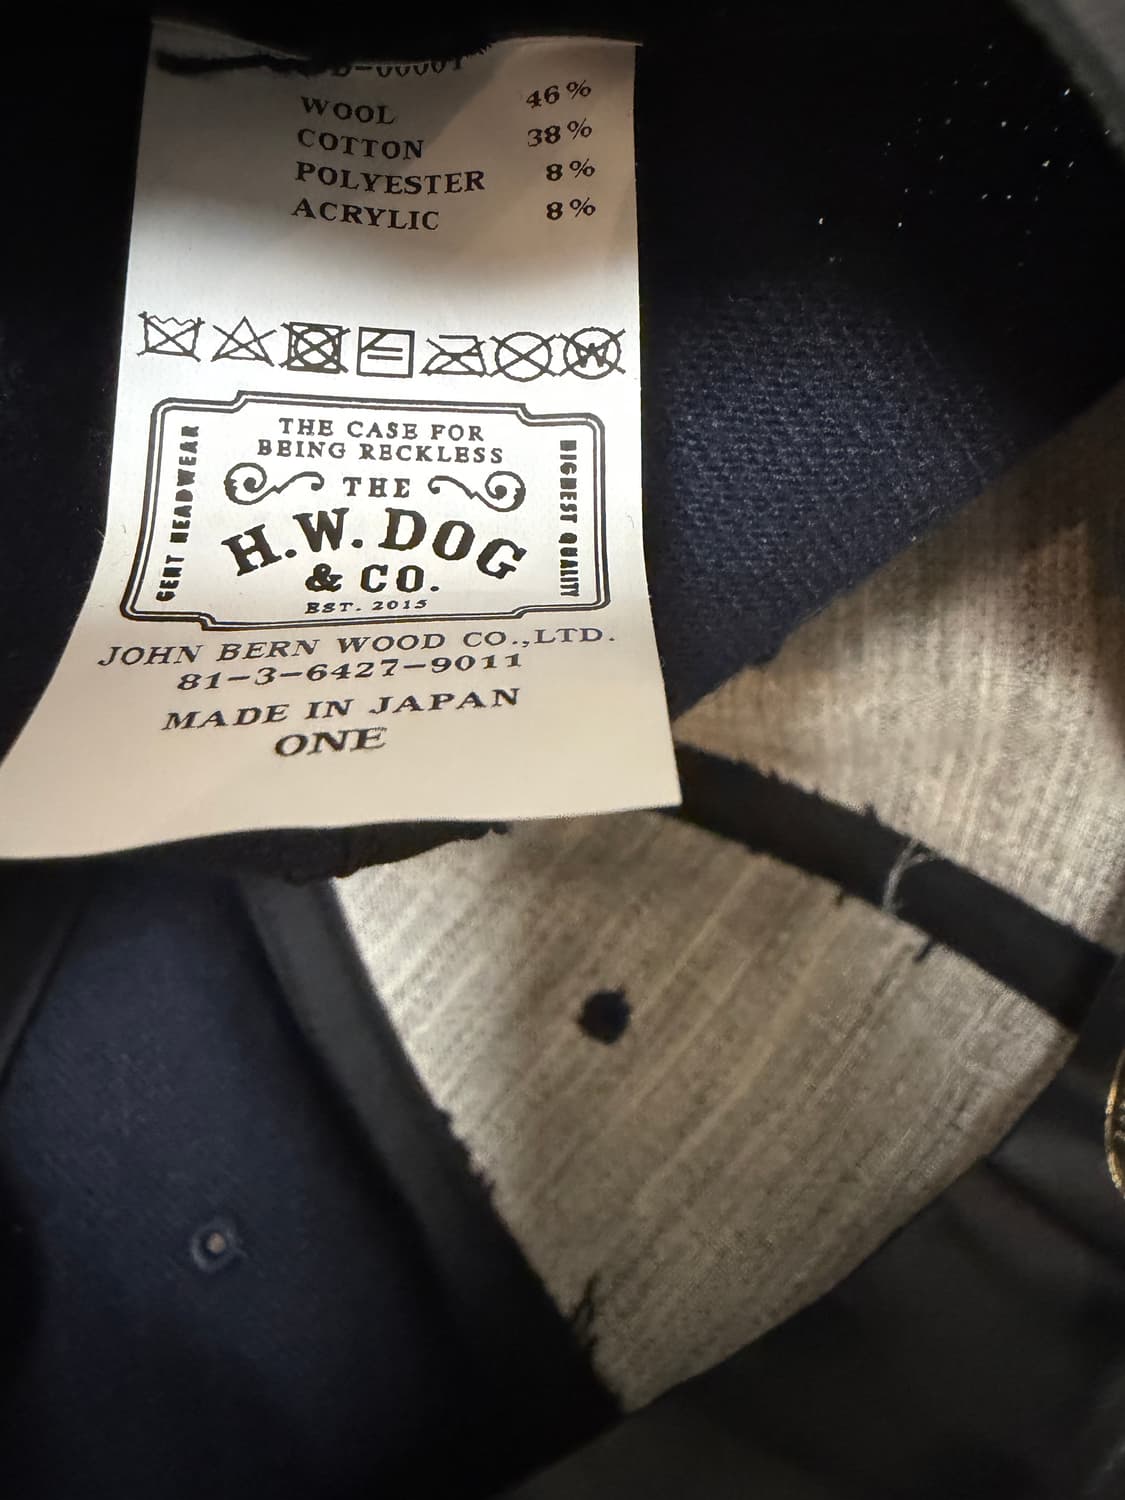 WOOL 46%
COTTON 38%
POLYESTER 8%
ACRYLIC 8%
THE CASE FOR
BEING RECKLESS
GENT HEADWEAR
HIGHEST QUALITY
THE
H.W. DOG
& CO.
EST. 2015
JOHN BERN WOOD CO.,LTD.
81-3-6427-9011
MADE IN JAPAN
ONE